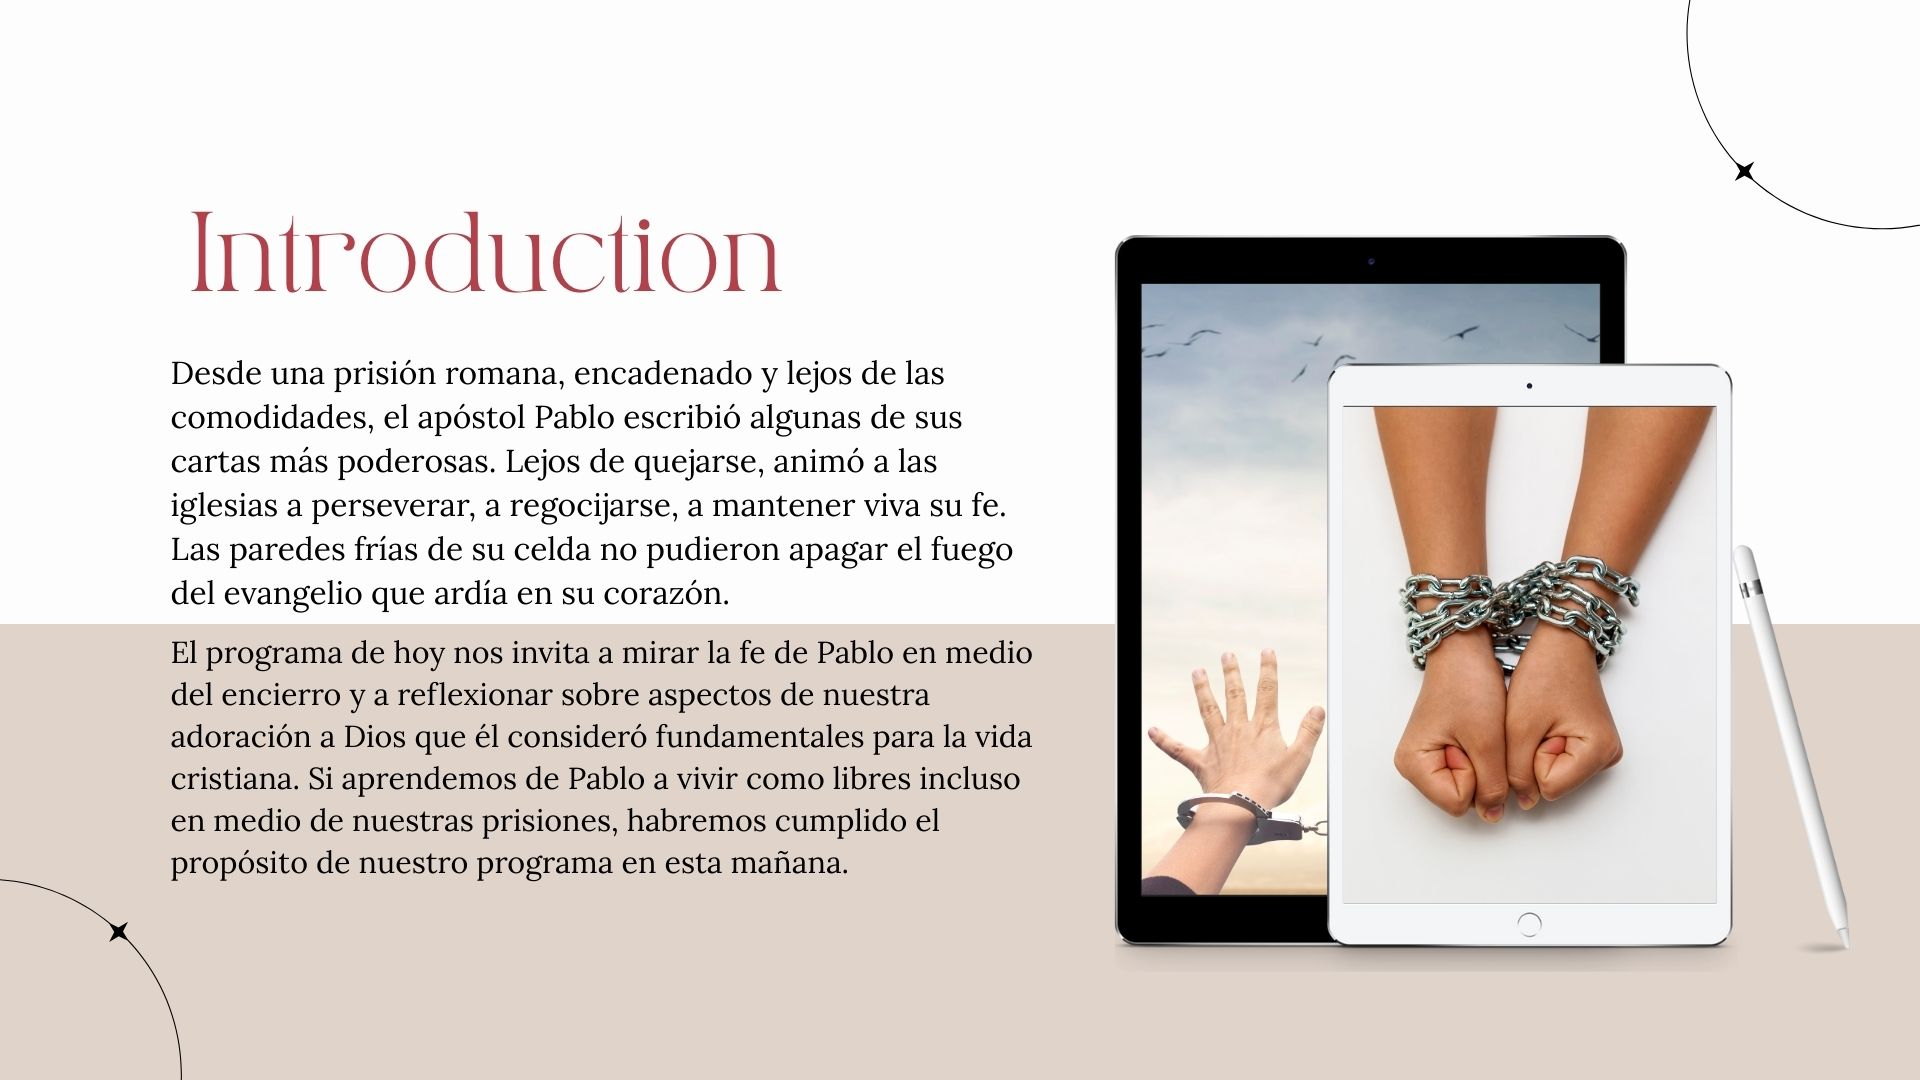 Introduction
Desde una prisión romana, encadenado y lejos de las
comodidades, el apóstol Pablo escribió algunas de sus
cartas más poderosas. Lejos de quejarse, animó a las
iglesias a perseverar, a regocijarse, a mantener viva su fe.
Las paredes frías de su celda no pudieron apagar el fuego
del evangelio que ardía en su corazón.
El programa de hoy nos invita a mirar la fe de Pablo en medio
del encierro y a reflexionar sobre aspectos de nuestra
adoración a Dios que él consideró fundamentales para la vida
cristiana. Si aprendemos de Pablo a vivir como libres incluso
en medio de nuestras prisiones, habremos cumplido el
propósito de nuestro programa en esta mañana.